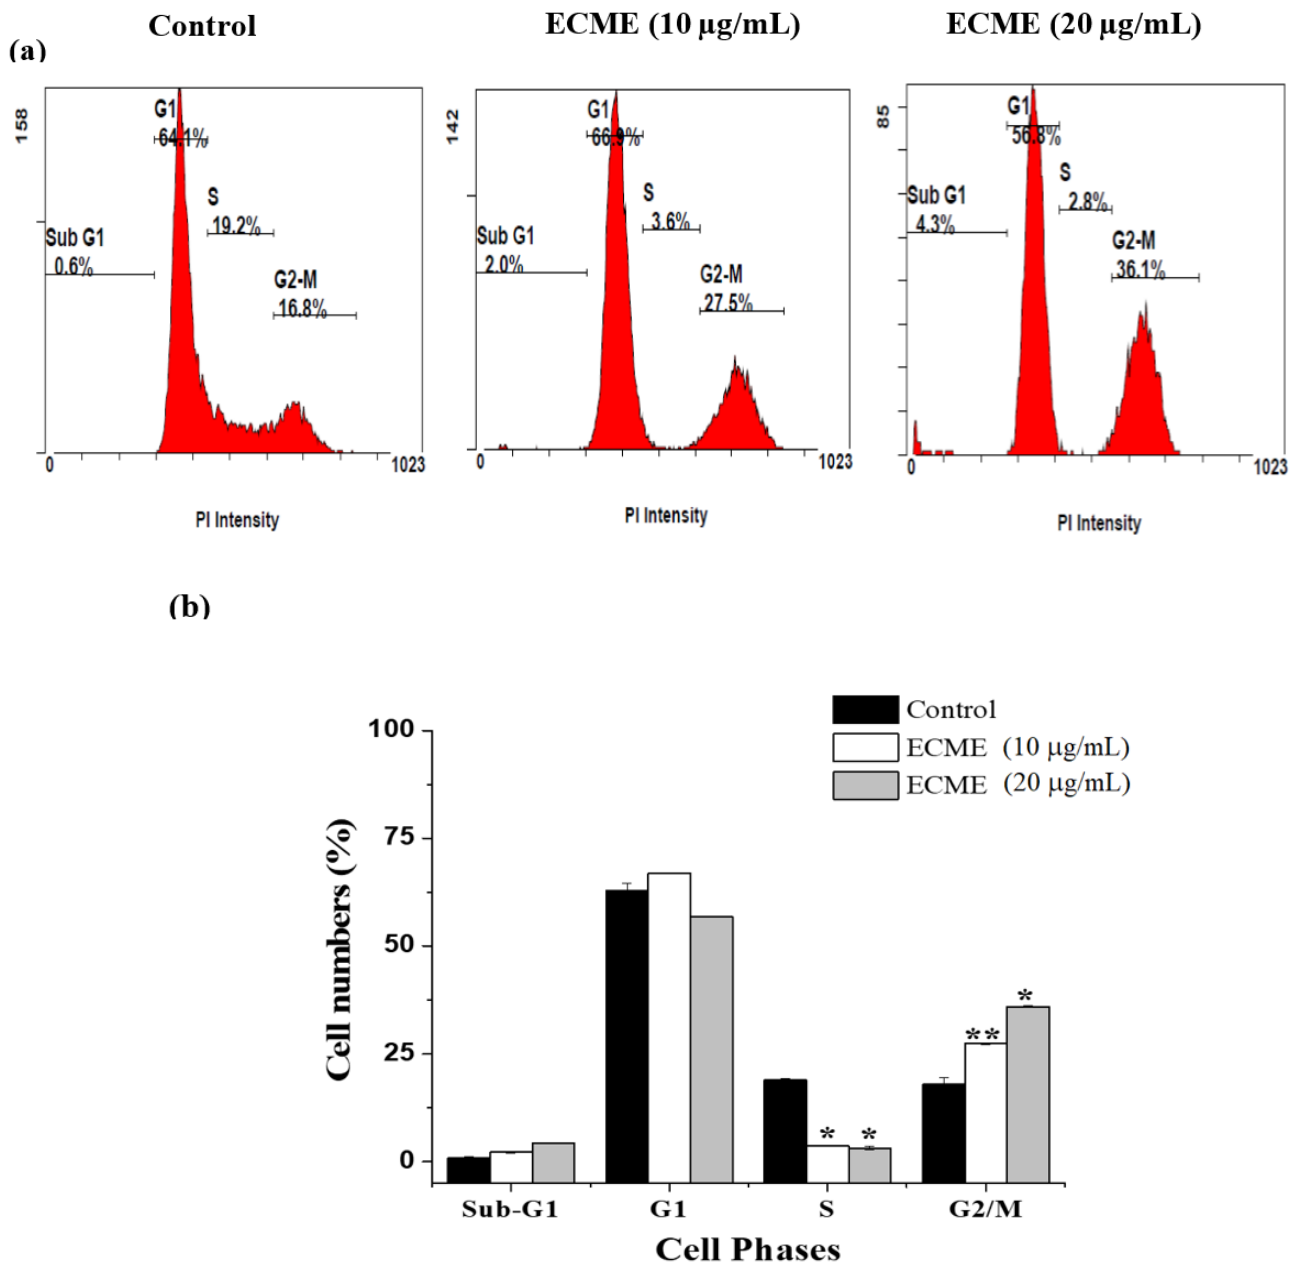 Control ECME (10 µg/mL) ECME (20 µg/mL)
(a)
158
G1
64.1%
S
19.2%
Sub G1
0.6%
G2-M
16.8%
0 1023
PI Intensity
142
G1
66.9%
S
3.6%
Sub G1
2.0%
G2-M
27.5%
0 1023
PI Intensity
85
G1
56.8%
S
2.8%
Sub G1
4.3%
G2-M
36.1%
0 1023
PI Intensity
(b)
Control
ECME (10 µg/mL)
ECME (20 µg/mL)
Cell numbers (%)
100
75
50
25
0
* * ** *
Sub-G1 G1 S G2/M
Cell Phases